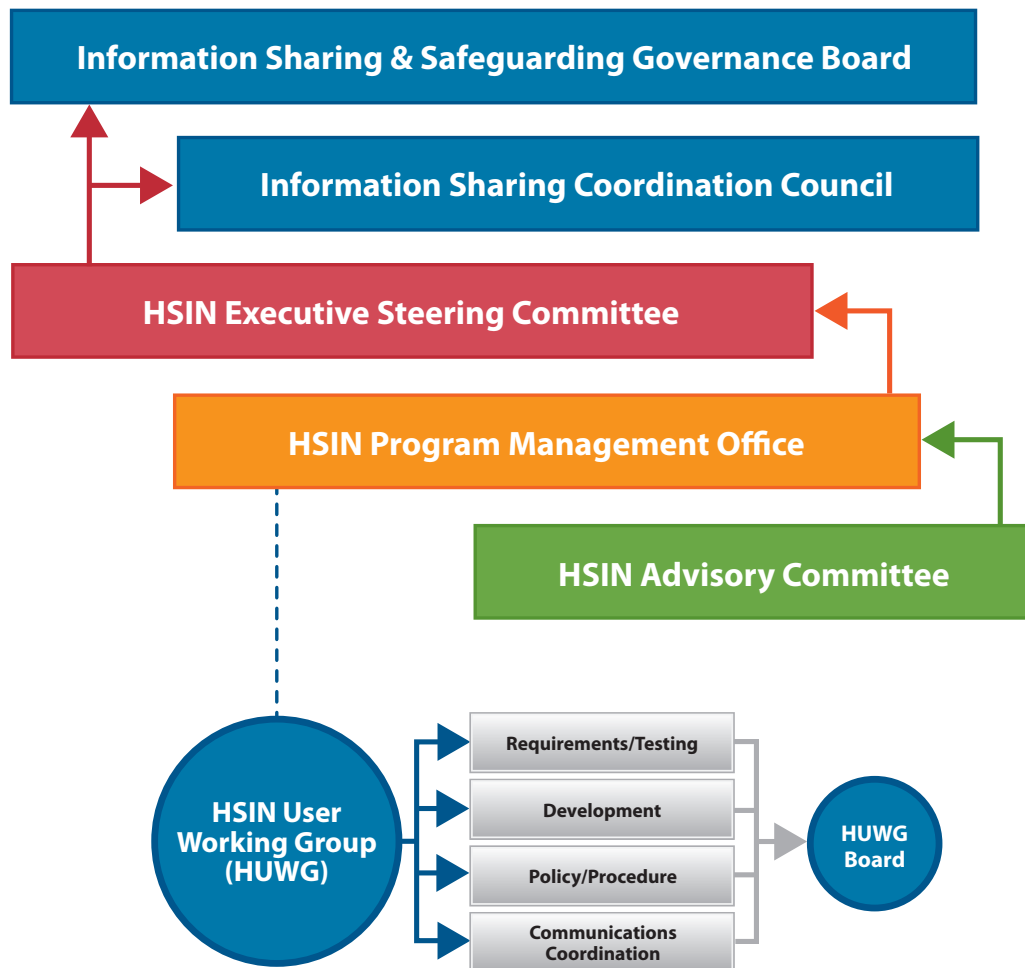 Information Sharing & Safeguarding Governance Board
Information Sharing Coordination Council
HSIN Executive Steering Committee
HSIN Program Management Office
HSIN Advisory Committee
HSIN User
Working Group
(HUWG)
Requirements/Testing
Development
Policy/Procedure
Communications
Coordination
HUWG
Board